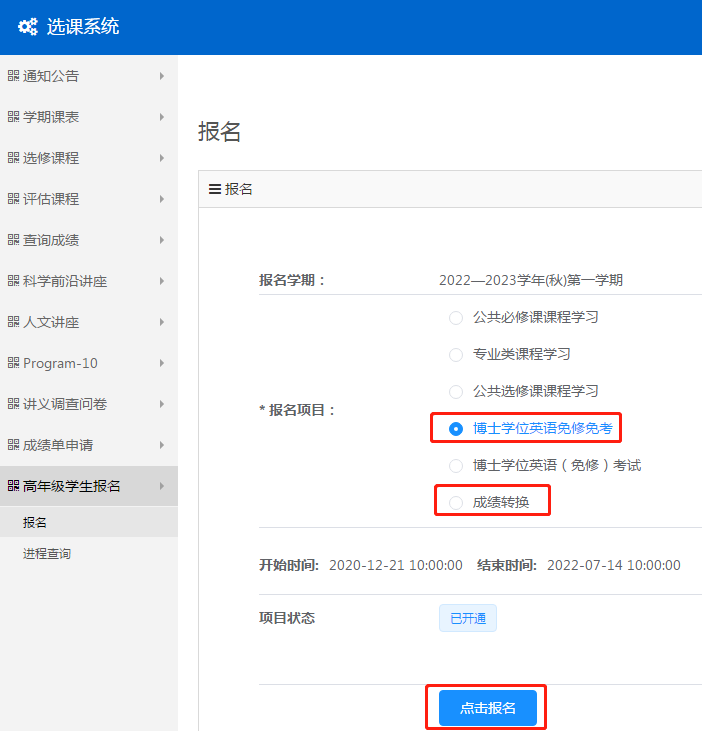 选课系统
通知公告
学期课表
选修课程
评估课程
查询成绩
科学前沿讲座
人文讲座
Program-10
讲义调查问卷
成绩单申请
高年级学生报名
报名
进程查询
报名
报名
报名学期：
2022—2023学年(秋)第一学期
* 报名项目：
公共必修课课程学习
专业类课程学习
公共选修课课程学习
博士学位英语免修免考
博士学位英语（免修）考试
成绩转换
开始时间: 2020-12-21 10:00:00 结束时间: 2022-07-14 10:00:00
项目状态
已开通
点击报名